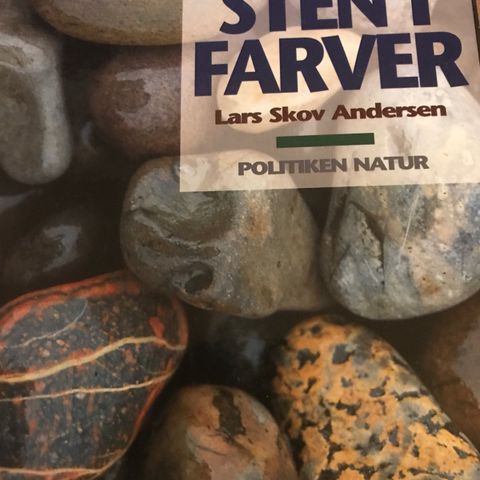 STEN I
FARVER
Lars Skov Andersen
POLITIKEN NATUR